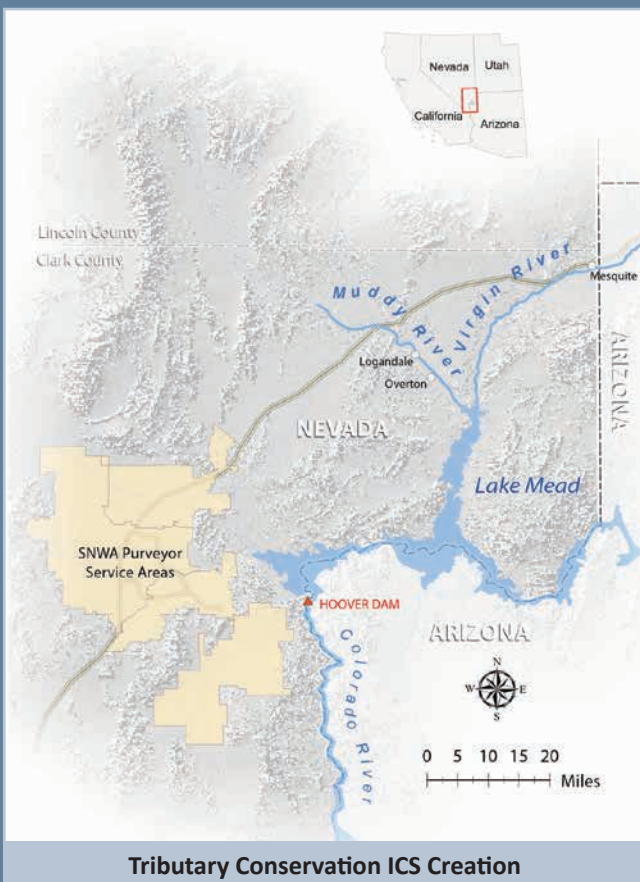 Nevada
Utah
California
Arizona
Lincoln County
Clark County
Muddy River
Virgin River
Mesquite
Logandale
Overton
ARIZONA
NEVADA
Lake Mead
SNWA Purveyor
Service Areas
HOOVER DAM
ARIZONA
Colorado River
N
W
E
S
0 5 10 15 20
Miles
Tributary Conservation ICS Creation